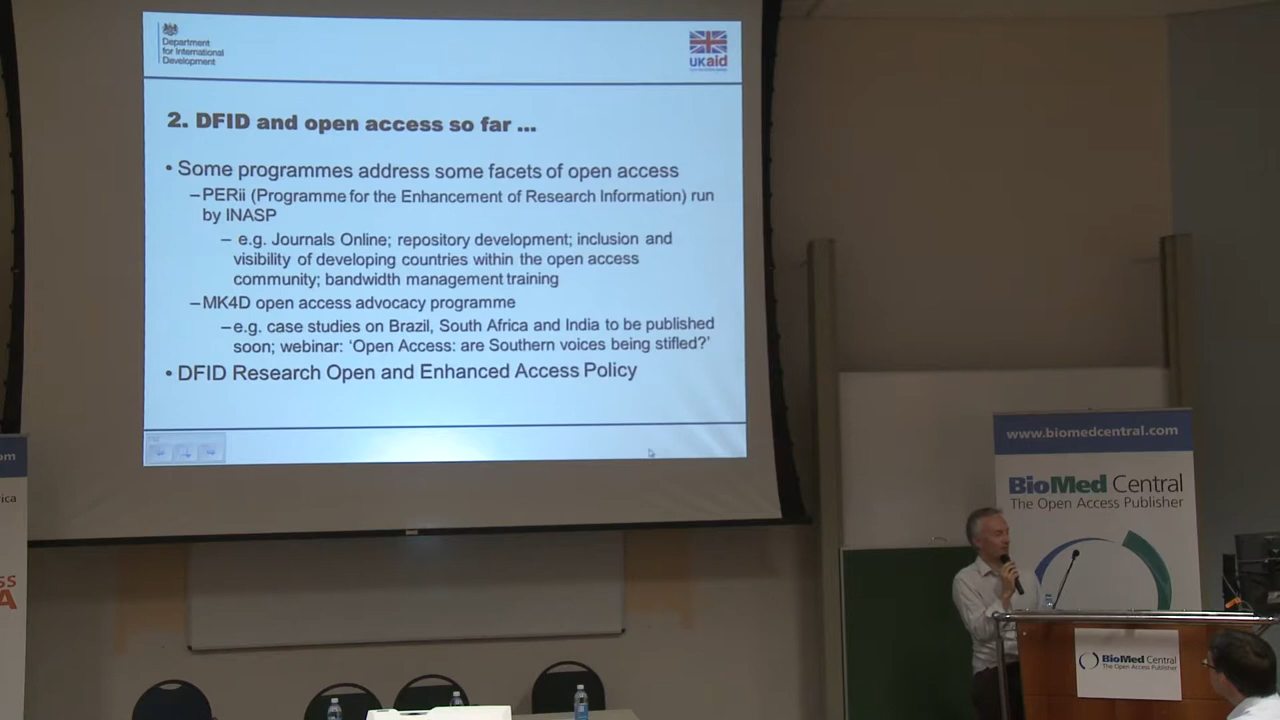 Department
for International
Development
UKaid
2. DFID and open access so far ...
• Some programmes address some facets of open access
–PERii (Programme for the Enhancement of Research Information) run
by INASP
– e.g. Journals Online; repository development; inclusion and
visibility of developing countries within the open access
community; bandwidth management training
–MK4D open access advocacy programme
–e.g. case studies on Brazil, South Africa and India to be published
soon; webinar: ‘Open Access: are Southern voices being stifled?’
• DFID Research Open and Enhanced Access Policy
om
rica
ss
A
www.biomedcentral.com
BioMed Central
The Open Access Publisher
BioMed Central
The Open Access Publisher